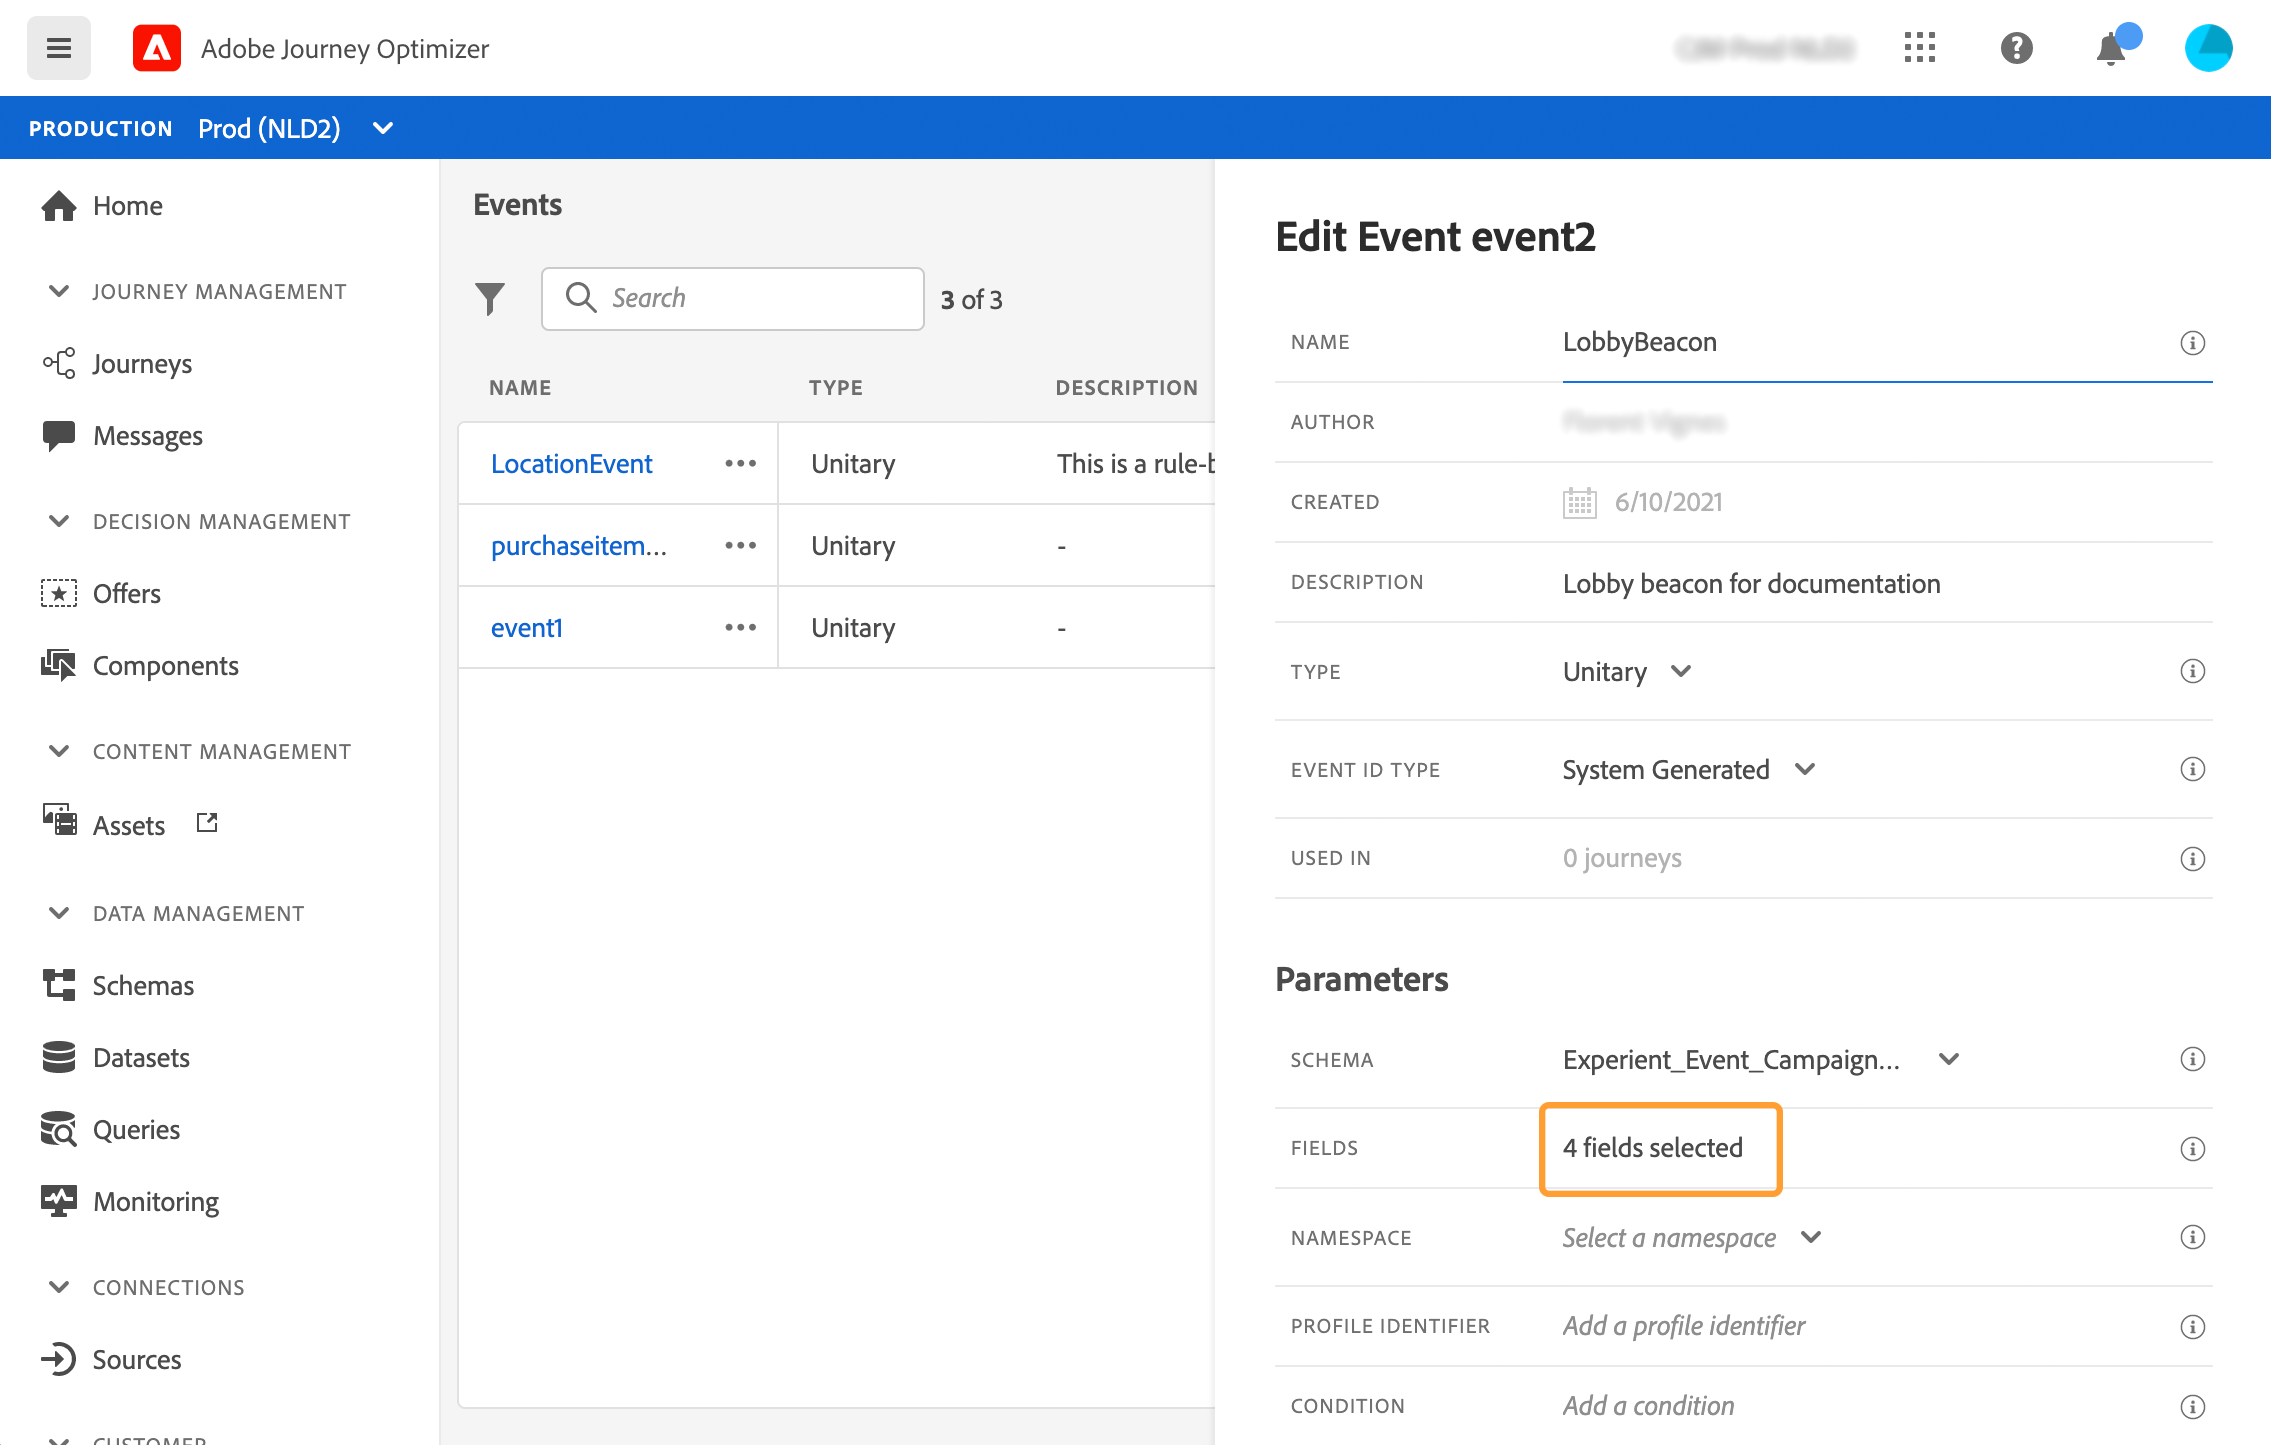 Adobe Journey Optimizer
PRODUCTION Prod (NLD2)
Home
JOURNEY MANAGEMENT
Journeys
Messages
DECISION MANAGEMENT
Offers
Components
CONTENT MANAGEMENT
Assets
DATA MANAGEMENT
Schemas
Datasets
Queries
Monitoring
CONNECTIONS
Sources
CUSTOMER
Events
Search
3 of 3
NAME TYPE DESCRIPTION
LocationEvent ••• Unitary This is a rule-b
purchaseitem... ••• Unitary -
event1 ••• Unitary -
Edit Event event2
NAME LobbyBeacon
AUTHOR
CREATED 6/10/2021
DESCRIPTION Lobby beacon for documentation
TYPE Unitary
EVENT ID TYPE System Generated
USED IN 0 journeys
Parameters
SCHEMA Experient_Event_Campaign...
FIELDS 4 fields selected
NAMESPACE Select a namespace
PROFILE IDENTIFIER Add a profile identifier
CONDITION Add a condition